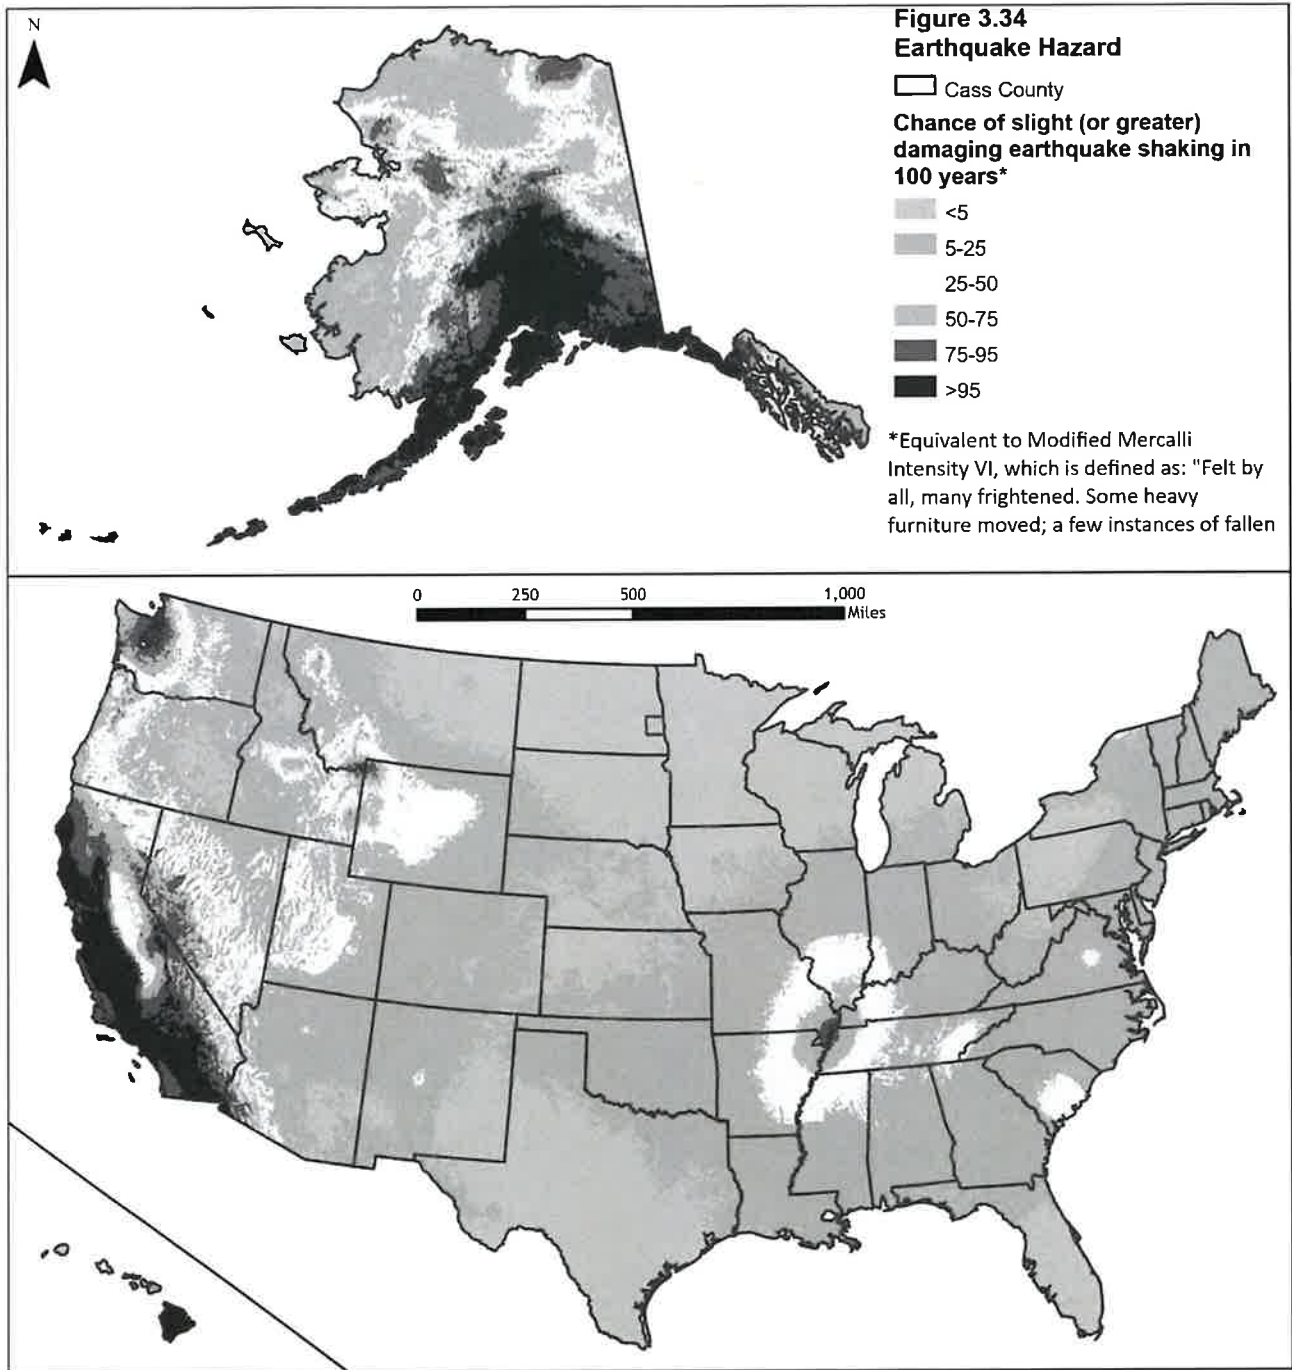 N
Figure 3.34
Earthquake Hazard
Cass County
Chance of slight (or greater)
damaging earthquake shaking in
100 years*
<5
5-25
25-50
50-75
75-95
>95
*Equivalent to Modified Mercalli
Intensity VI, which is defined as: "Felt by
all, many frightened. Some heavy
furniture moved; a few instances of fallen
0 250 500 1,000
Miles